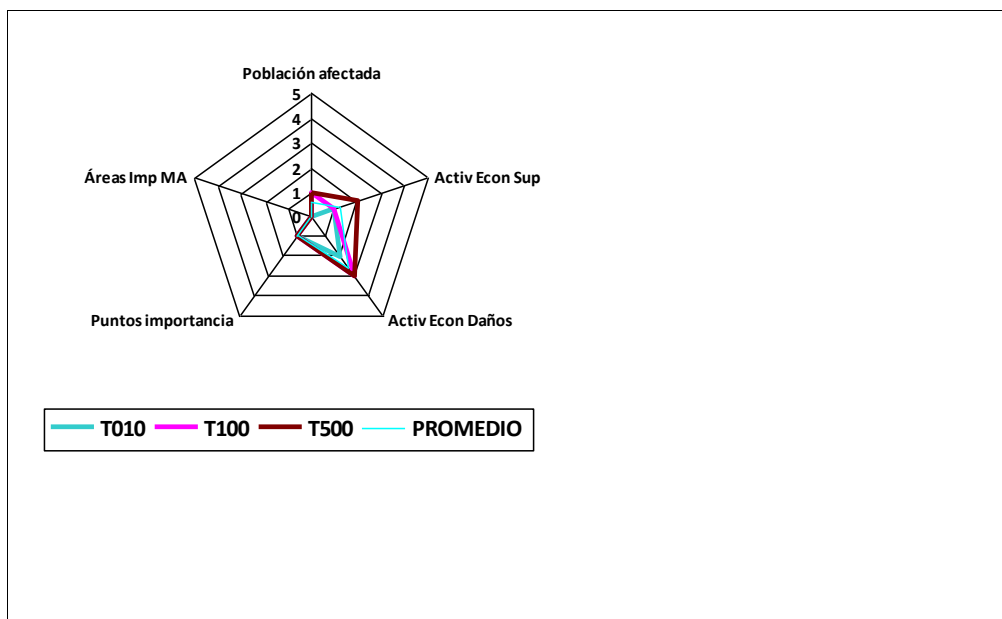 Población afectada
5
4
3
2
1
0
Áreas Imp MA
Activ Econ Sup
Puntos importancia
Activ Econ Daños
T010 T100 T500 PROMEDIO